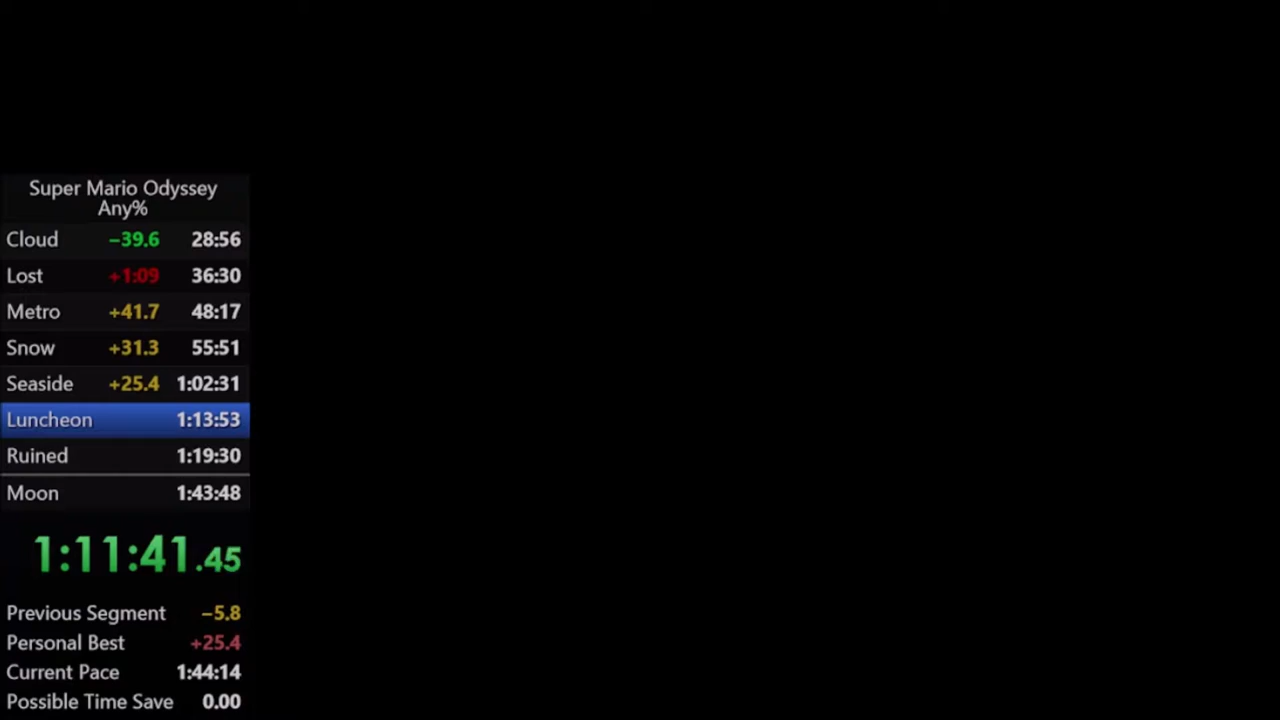 Super Mario Odyssey
Any%
Cloud −39.6 28:56
Lost +1:09 36:30
Metro +41.7 48:17
Snow +31.3 55:51
Seaside +25.4 1:02:31
Luncheon 1:13:53
Ruined 1:19:30
Moon 1:43:48
1:11:41.45
Previous Segment −5.8
Personal Best +25.4
Current Pace 1:44:14
Possible Time Save 0.00